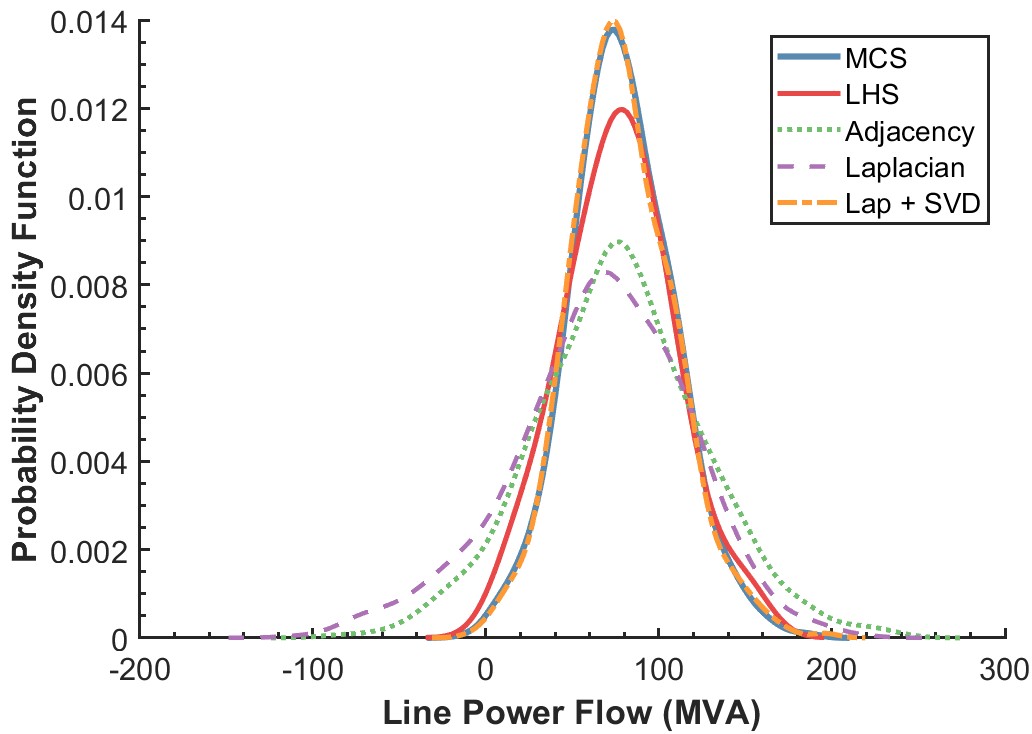 0.014
0.012
0.01
0.008
0.006
0.004
0.002
0
Probability Density Function
-200
-100
0
100
200
300
Line Power Flow (MVA)
MCS
LHS
Adjacency
Laplacian
Lap + SVD